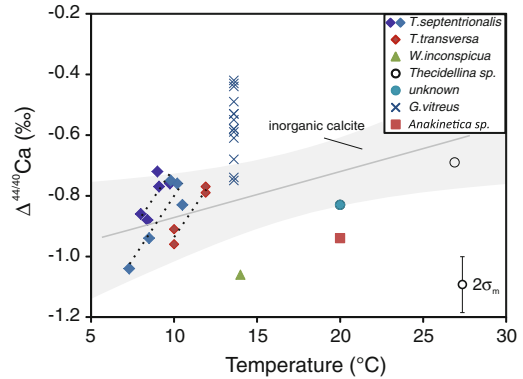 -0.2
-0.4
-0.6
-0.8
-1.0
-1.2
Δ44/40Ca (‰)
5
10
15
20
25
30
Temperature (°C)
T.septentrionalis
T.transversa
W.inconspicua
Thecidellina sp.
unknown
G.vitreus
Anakinetica sp.
inorganic calcite
2σm